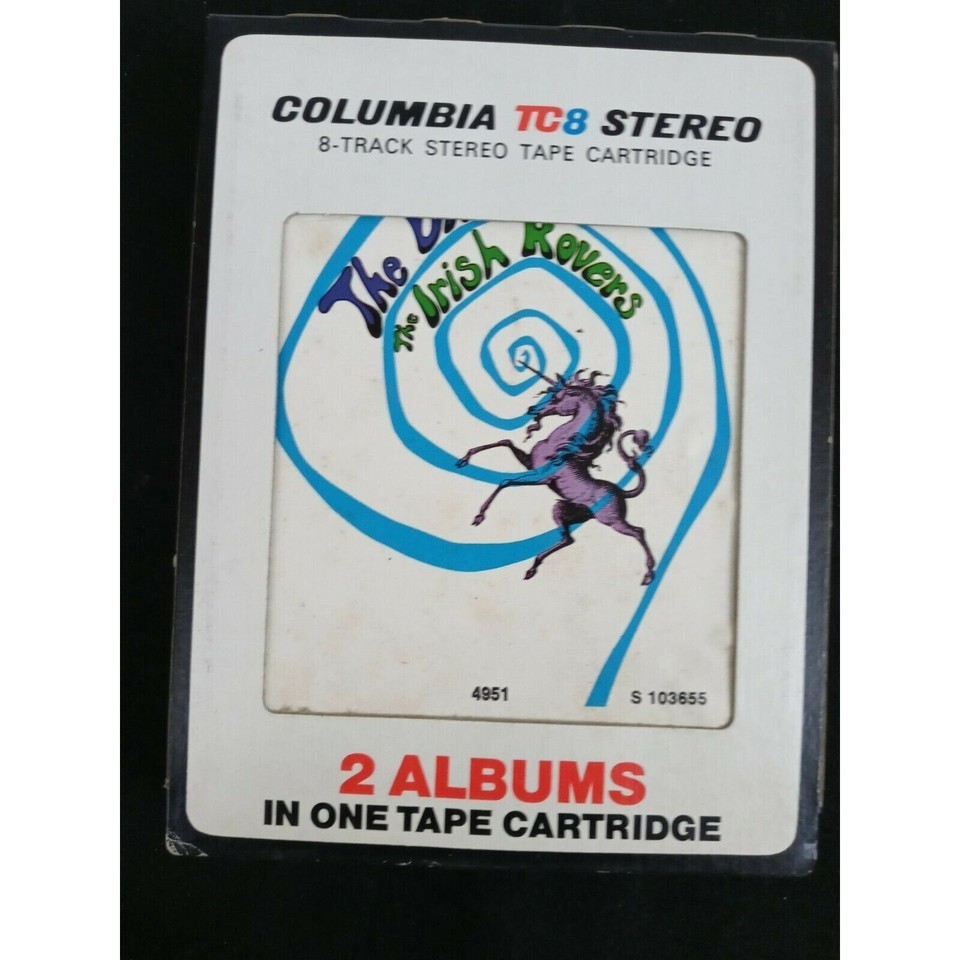 COLUMBIA TC8 STEREO
8-TRACK STEREO TAPE CARTRIDGE
The
The Irish Rovers
4951
S 103655
2 ALBUMS
IN ONE TAPE CARTRIDGE